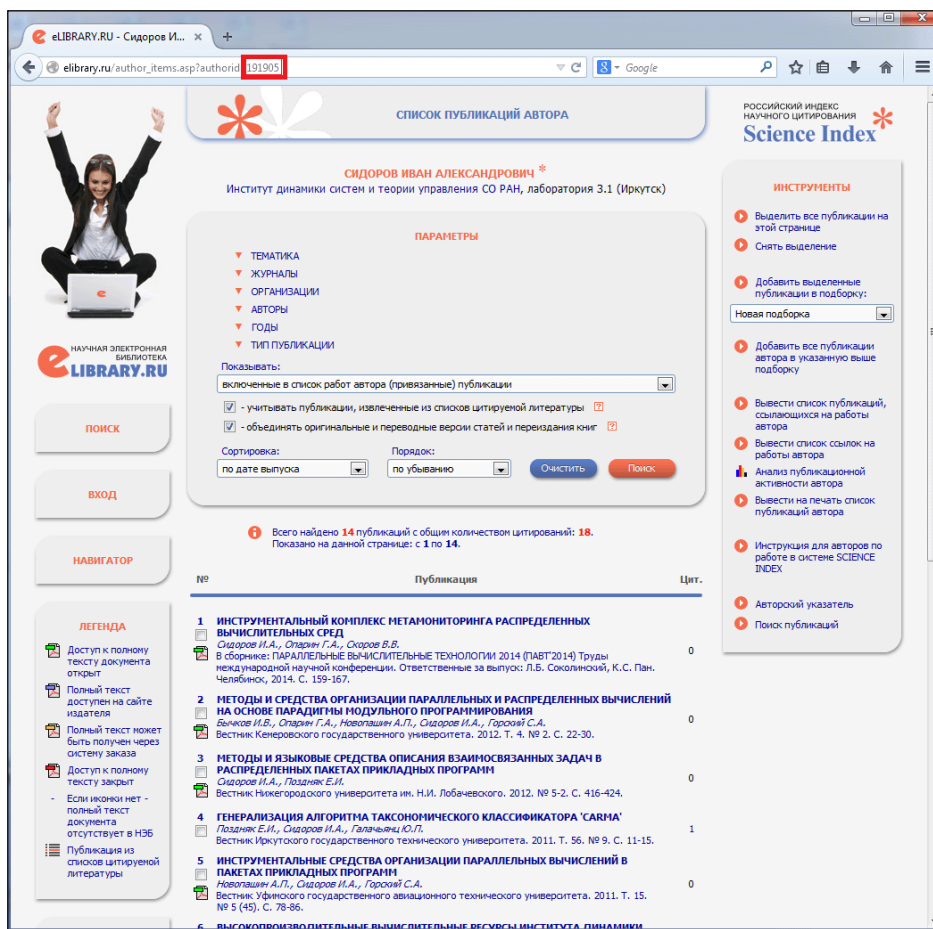 eLIBRARY.RU - Сидоров И...
elibrary.ru/author_items.asp?authorid=191905
Google
СПИСОК ПУБЛИКАЦИЙ АВТОРА
РОССИЙСКИЙ ИНДЕКС
НАУЧНОГО ЦИТИРОВАНИЯ
Science Index
СИДОРОВ ИВАН АЛЕКСАНДРОВИЧ *
Институт динамики систем и теории управления СО РАН, лаборатория 3.1 (Иркутск)
НАУЧНАЯ ЭЛЕКТРОННАЯ
БИБЛИОТЕКА
eLIBRARY.RU
ПОИСК
ВХОД
НАВИГАТОР
ЛЕГЕНДА
Доступ к полному
тексту документа
открыт
Полный текст
доступен на сайте
издателя
Полный текст может
быть получен через
систему заказа
Доступ к полному
тексту закрыт
- Если иконки нет -
полный текст
документа
отсутствует в НЭБ
Публикация из
списков цитируемой
литературы
ПАРАМЕТРЫ
ТЕМАТИКА
ЖУРНАЛЫ
ОРГАНИЗАЦИИ
АВТОРЫ
ГОДЫ
ТИП ПУБЛИКАЦИИ
Показывать:
включенные в список работ автора (привязанные) публикации
- учитывать публикации, извлеченные из списков цитируемой литературы ?
- объединять оригинальные и переводные версии статей и переиздания книг ?
Сортировка: Порядок:
по дате выпуска по убыванию Очистить Поиск
Всего найдено 14 публикаций с общим количеством цитирований: 18.
Показано на данной странице: с 1 по 14.
№ Публикация Цит.
1 ИНСТРУМЕНТАЛЬНЫЙ КОМПЛЕКС МЕТАМОНИТОРИНГА РАСПРЕДЕЛЕННЫХ
ВЫЧИСЛИТЕЛЬНЫХ СРЕД
Сидоров И.А., Опарин Г.А., Скоров В.В.
В сборнике: ПАРАЛЛЕЛЬНЫЕ ВЫЧИСЛИТЕЛЬНЫЕ ТЕХНОЛОГИИ 2014 (ПАВТ'2014) Труды
международной научной конференции. Ответственные за выпуск: Л.Б. Соколинский, К.С. Пан.
Челябинск, 2014. С. 159-167.
0
2 МЕТОДЫ И СРЕДСТВА ОРГАНИЗАЦИИ ПАРАЛЛЕЛЬНЫХ И РАСПРЕДЕЛЕННЫХ ВЫЧИСЛЕНИЙ
НА ОСНОВЕ ПАРАДИГМЫ МОДУЛЬНОГО ПРОГРАММИРОВАНИЯ
Бычков И.В., Опарин Г.А., Новопашин А.П., Сидоров И.А., Горский С.А.
Вестник Кемеровского государственного университета. 2012. Т. 4. № 2. С. 22-30.
0
3 МЕТОДЫ И ЯЗЫКОВЫЕ СРЕДСТВА ОПИСАНИЯ ВЗАИМОСВЯЗАННЫХ ЗАДАЧ В
РАСПРЕДЕЛЕННЫХ ПАКЕТАХ ПРИКЛАДНЫХ ПРОГРАММ
Сидоров И.А., Поздняк Е.И.
Вестник Нижегородского университета им. Н.И. Лобачевского. 2012. № 5-2. С. 416-424.
0
4 ГЕНЕРАЛИЗАЦИЯ АЛГОРИТМА ТАКСОНОМИЧЕСКОГО КЛАССИФИКАТОРА 'CARMA'
Поздняк Е.И., Сидоров И.А., Галачьянц Ю.П.
Вестник Иркутского государственного технического университета. 2011. Т. 56. № 9. С. 11-15.
1
5 ИНСТРУМЕНТАЛЬНЫЕ СРЕДСТВА ОРГАНИЗАЦИИ ПАРАЛЛЕЛЬНЫХ ВЫЧИСЛЕНИЙ В
ПАКЕТАХ ПРИКЛАДНЫХ ПРОГРАММ
Новопашин А.П., Сидоров И.А., Горский С.А.
Вестник Уфимского государственного авиационного технического университета. 2011. Т. 15.
№ 5 (45). С. 78-86.
0
6 ВЫСОКОПРОИЗВОДИТЕЛЬНЫЕ ВЫЧИСЛИТЕЛЬНЫЕ РЕСУРСЫ ИНСТИТУТА ДИНАМИКИ
ИНСТРУМЕНТЫ
Выделить все публикации на
этой странице
Снять выделение
Добавить выделенные
публикации в подборку:
Новая подборка
Добавить все публикации
автора в указанную выше
подборку
Вывести список публикаций,
ссылающихся на работы
автора
Вывести список ссылок на
работы автора
Анализ публикационной
активности автора
Вывести на печать список
публикаций автора
Инструкция для авторов по
работе в системе SCIENCE
INDEX
Авторский указатель
Поиск публикаций